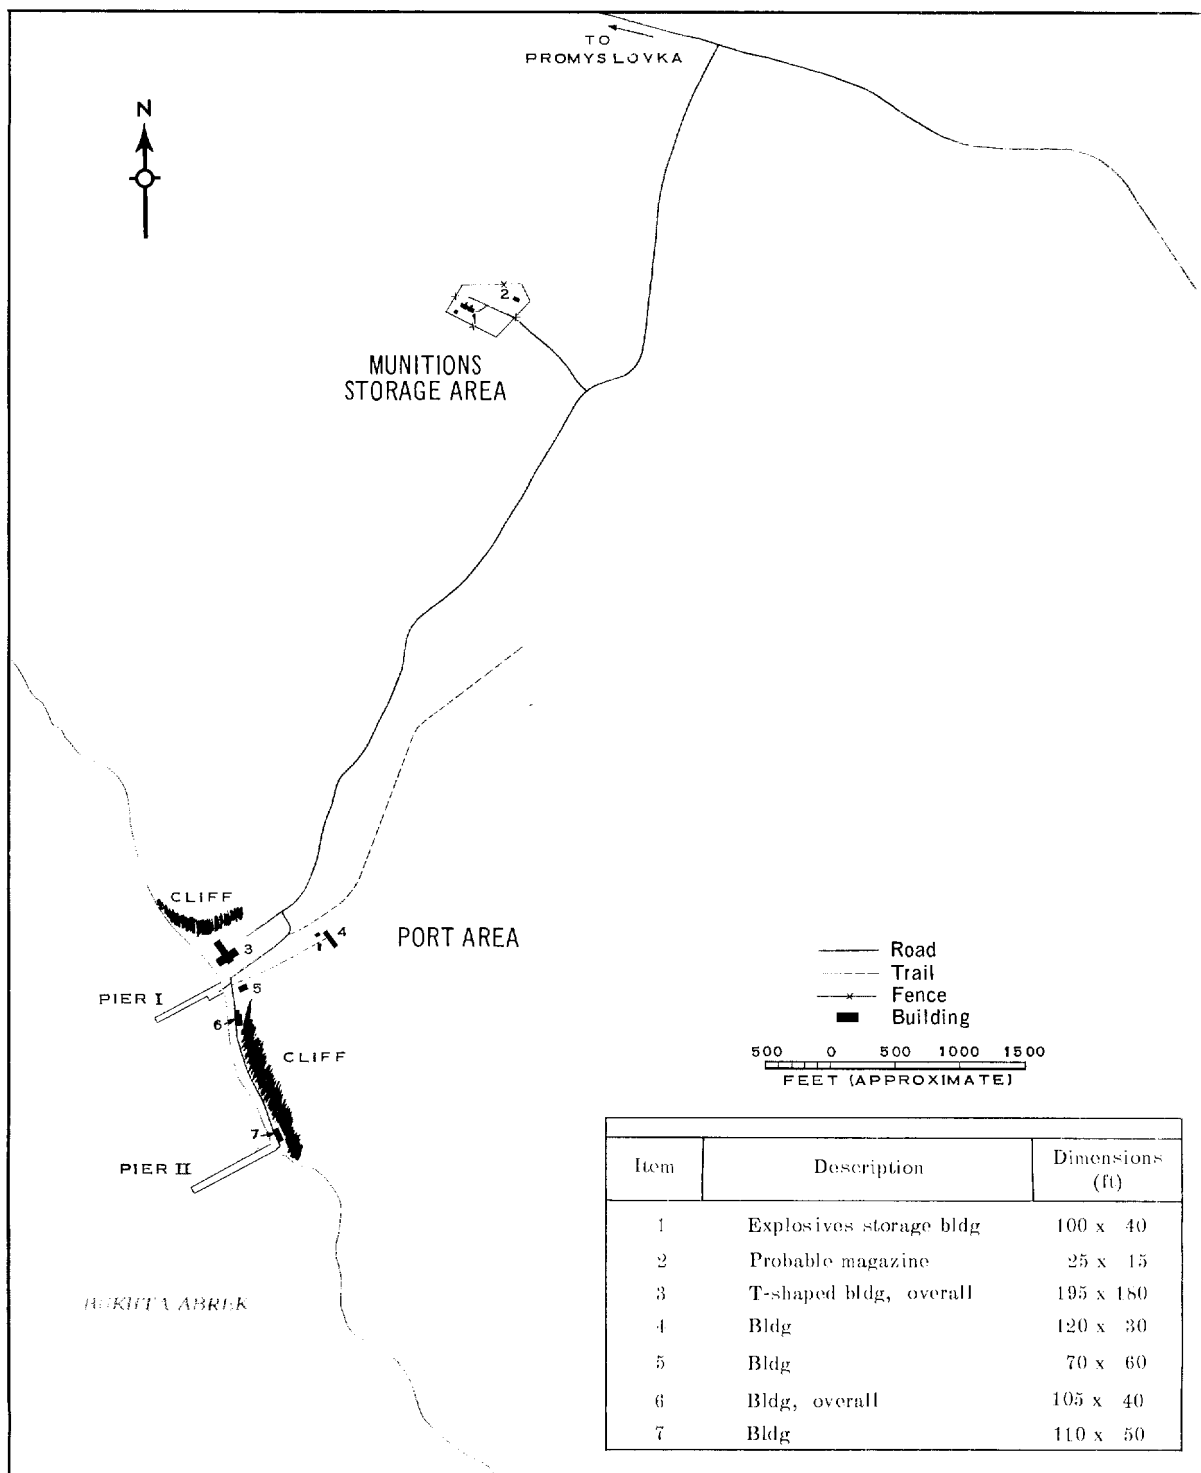 TO
PROMYSLOVKA
N
2
1
MUNITIONS
STORAGE AREA
CLIFF
3
4
PORT AREA
5
PIER I
6
CLIFF
7
PIER II
BUKHTA ABREK
Road
Trail
Fence
Building
500 0 500 1000 1500
FEET (APPROXIMATE)
Item Description Dimensions
(ft)
1 Explosives storage bldg 100 x 40
2 Probable magazine 25 x 15
3 T-shaped bldg, overall 195 x 180
4 Bldg 120 x 30
5 Bldg 70 x 60
6 Bldg, overall 105 x 40
7 Bldg 110 x 50